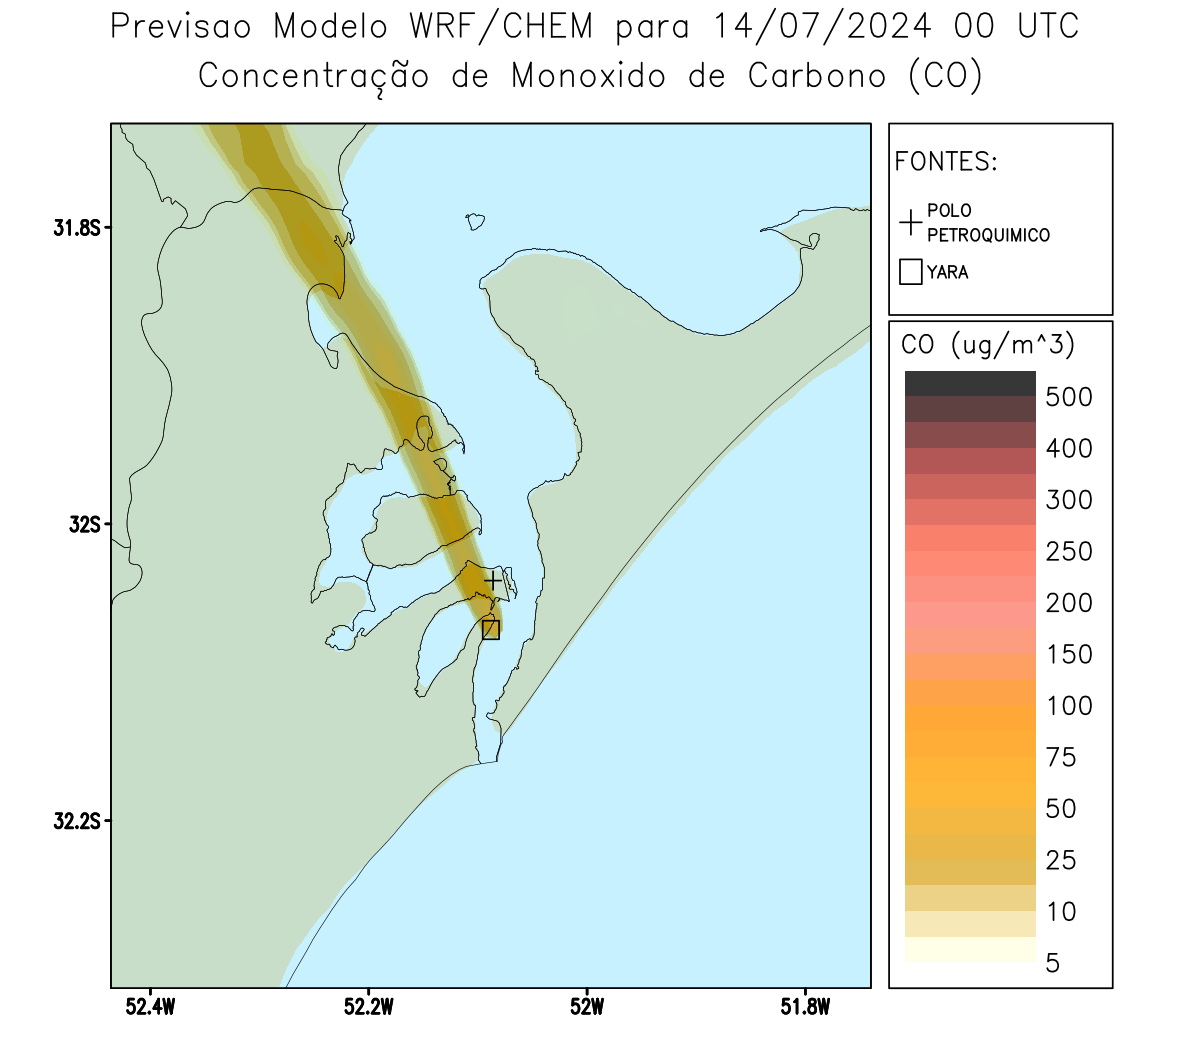 Previsao Modelo WRF/CHEM para 14/07/2024 00 UTC
Concentração de Monoxido de Carbono (CO)
FONTES:
POLO
PETROQUIMICO
YARA
31.8S
32S
32.2S
52.4W
52.2W
52W
51.8W
CO (ug/m^3)
500
400
300
250
200
150
100
75
50
25
10
5